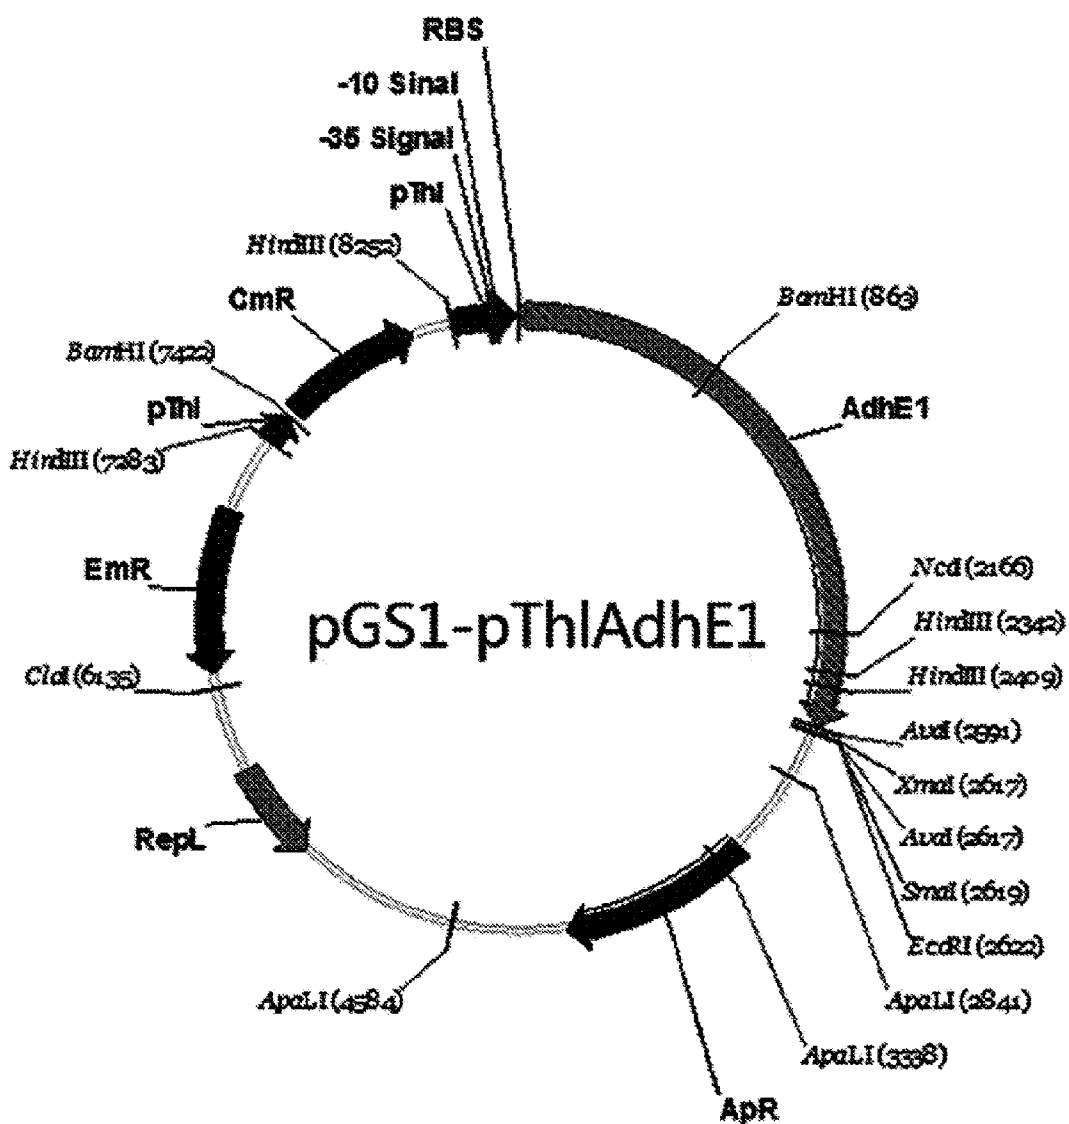 RBS
-10 Sinal
-35 Signal
pThl
HindIII (8252)
CmR
BamHI (863)
BamHI (7422)
pThl
AdhE1
HindIII (7283)
EmR
NcoI (2166)
pGS1-pThlAdhE1
HindIII (2342)
ClaI (6135)
HindIII (2409)
AvaI (2591)
XmaI (2617)
RepL
AvaI (2617)
SmaI (2619)
EcoRI (2622)
ApaLI (4584)
ApaLI (2841)
ApaLI (3338)
ApR